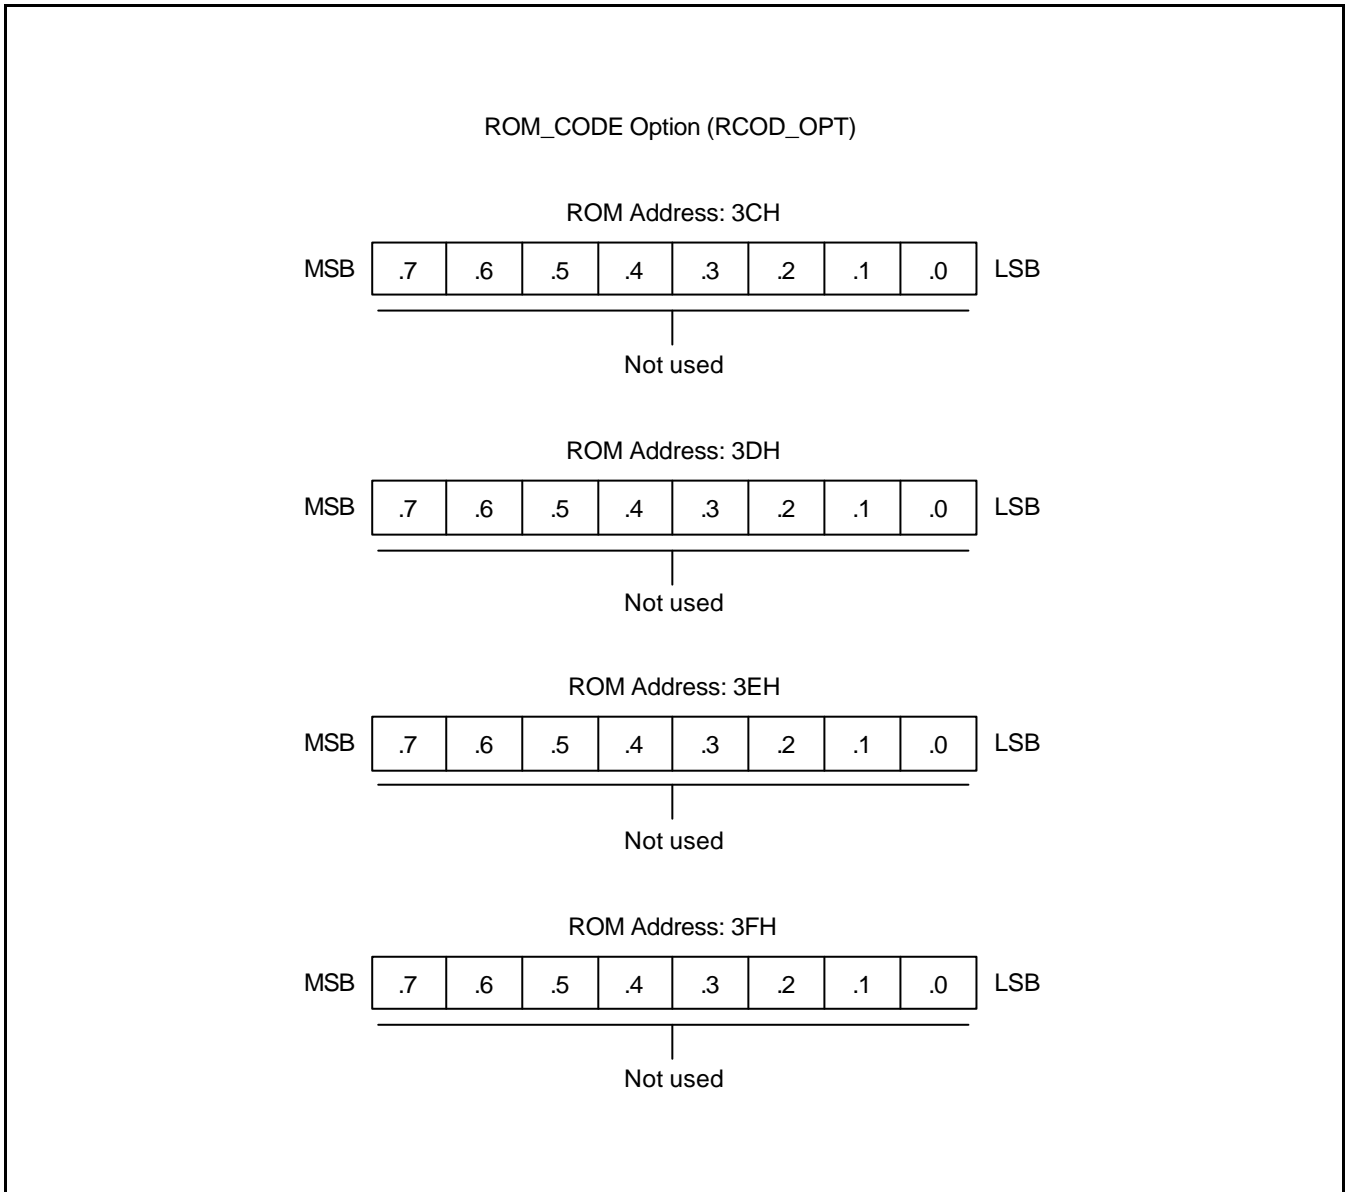 ROM_CODE Option (RCOD_OPT)
ROM Address: 3CH
MSB .7 .6 .5 .4 .3 .2 .1 .0 LSB
Not used
ROM Address: 3DH
MSB .7 .6 .5 .4 .3 .2 .1 .0 LSB
Not used
ROM Address: 3EH
MSB .7 .6 .5 .4 .3 .2 .1 .0 LSB
Not used
ROM Address: 3FH
MSB .7 .6 .5 .4 .3 .2 .1 .0 LSB
Not used